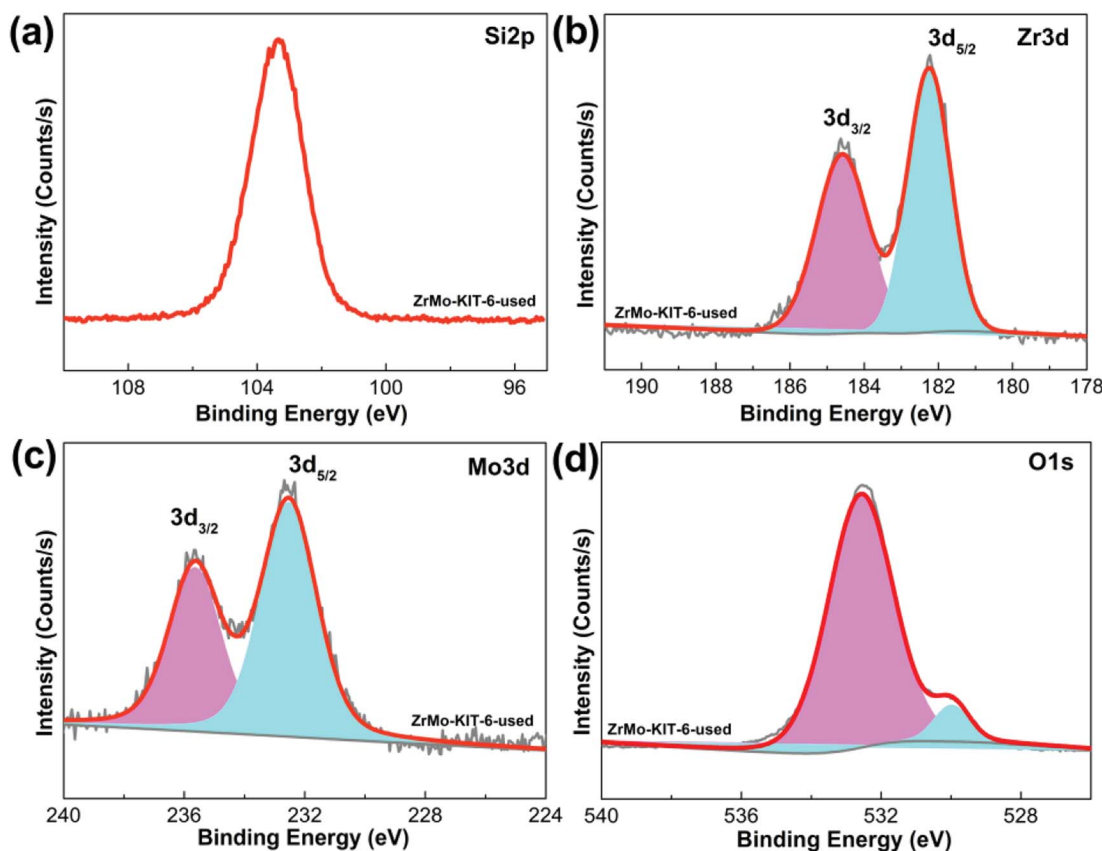 (a)
Si2p
Intensity (Counts/s)
ZrMo-KIT-6-used
108 104 100 96
Binding Energy (eV)
(b)
Zr3d
3d5/2
3d3/2
Intensity (Counts/s)
ZrMo-KIT-6-used
190 188 186 184 182 180 178
Binding Energy (eV)
(c)
Mo3d
3d5/2
3d3/2
Intensity (Counts/s)
ZrMo-KIT-6-used
240 236 232 228 224
Binding Energy (eV)
(d)
O1s
Intensity (Counts/s)
ZrMo-KIT-6-used
540 536 532 528
Binding Energy (eV)